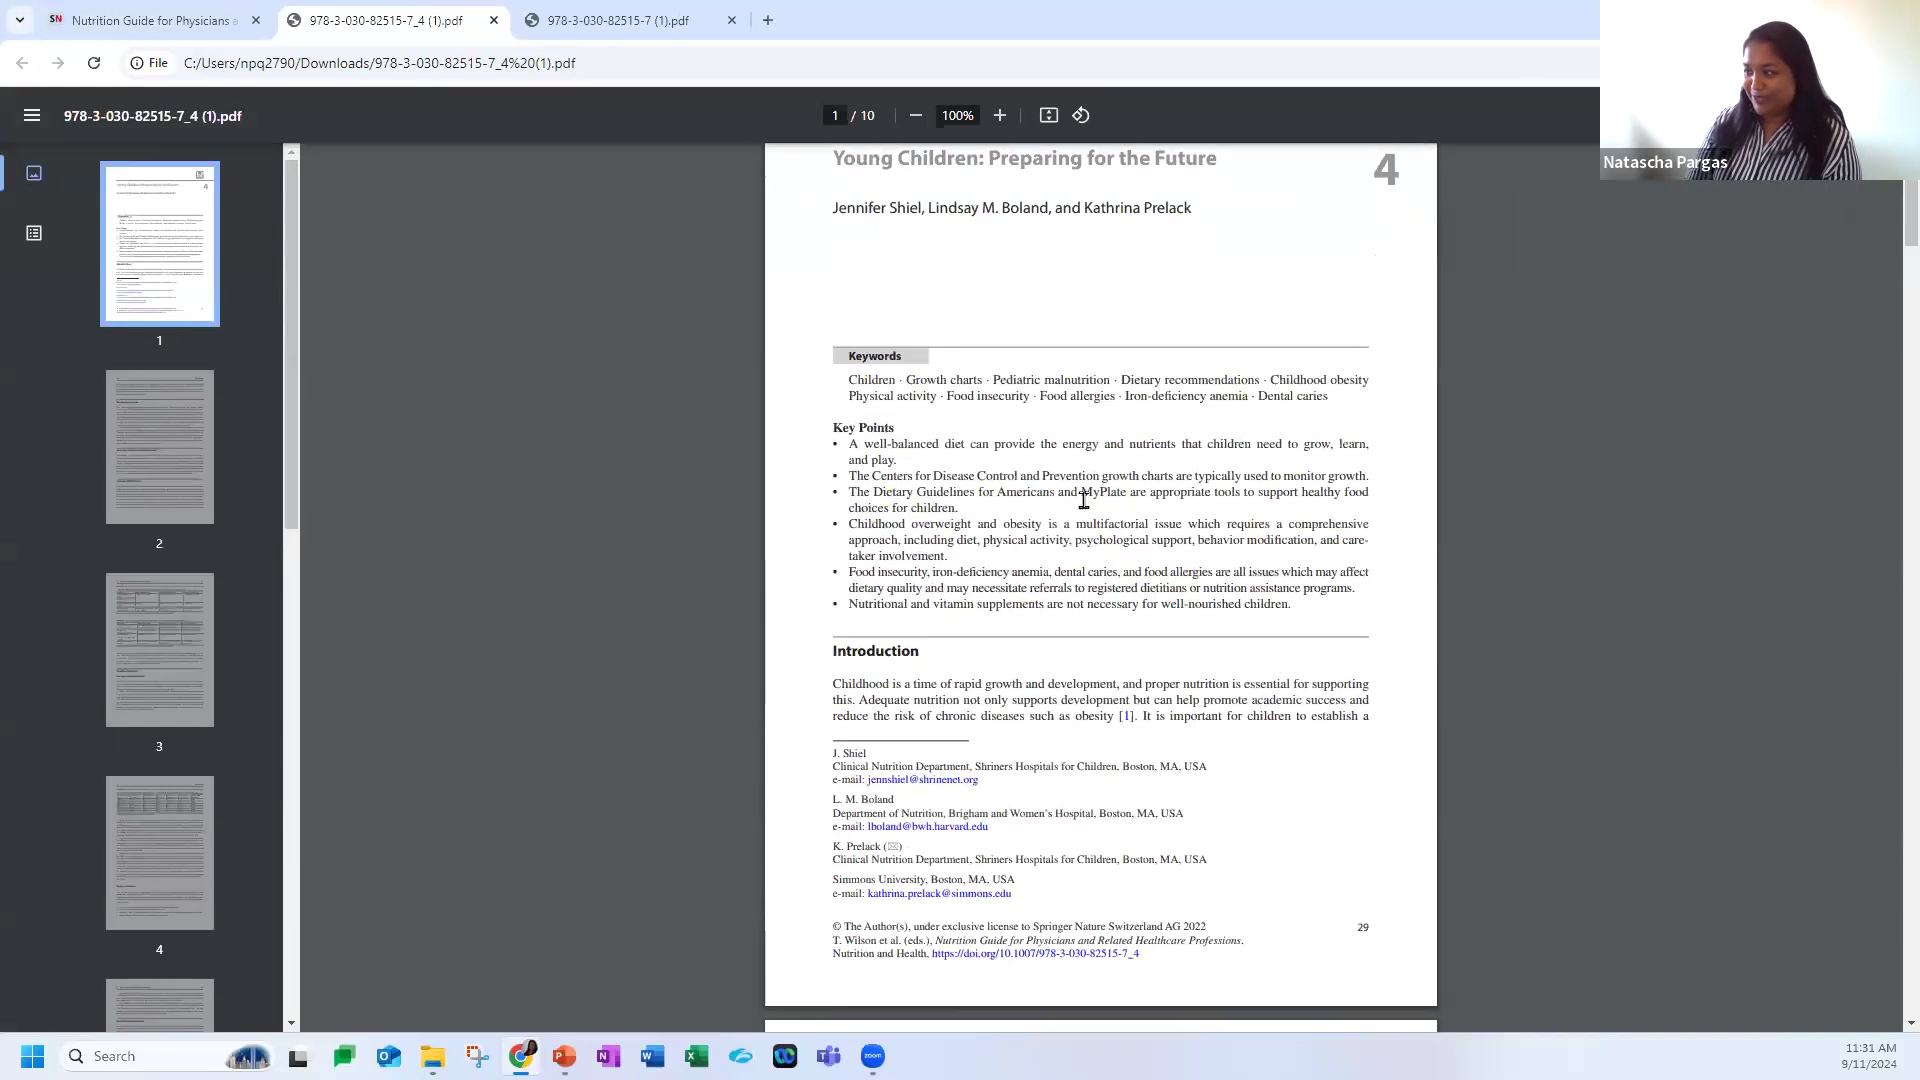 Nutrition Guide for Physicians a
978-3-030-82515-7_4 (1).pdf
978-3-030-82515-7 (1).pdf
File
C:/Users/npq2790/Downloads/978-3-030-82515-7_4%20(1).pdf
978-3-030-82515-7_4 (1).pdf
1 / 10
100%
Natascha Pargas
1
2
3
4
Young Children: Preparing for the Future
4
Jennifer Shiel, Lindsay M. Boland, and Kathrina Prelack
Keywords
Children · Growth charts · Pediatric malnutrition · Dietary recommendations · Childhood obesity
Physical activity · Food insecurity · Food allergies · Iron-deficiency anemia · Dental caries
Key Points
• A well-balanced diet can provide the energy and nutrients that children need to grow, learn,
and play.
• The Centers for Disease Control and Prevention growth charts are typically used to monitor growth.
• The Dietary Guidelines for Americans and MyPlate are appropriate tools to support healthy food
choices for children.
• Childhood overweight and obesity is a multifactorial issue which requires a comprehensive
approach, including diet, physical activity, psychological support, behavior modification, and care-
taker involvement.
• Food insecurity, iron-deficiency anemia, dental caries, and food allergies are all issues which may affect
dietary quality and may necessitate referrals to registered dietitians or nutrition assistance programs.
• Nutritional and vitamin supplements are not necessary for well-nourished children.
Introduction
Childhood is a time of rapid growth and development, and proper nutrition is essential for supporting
this. Adequate nutrition not only supports development but can help promote academic success and
reduce the risk of chronic diseases such as obesity [1]. It is important for children to establish a
J. Shiel
Clinical Nutrition Department, Shriners Hospitals for Children, Boston, MA, USA
e-mail: jennshiel@shrinenet.org
L. M. Boland
Department of Nutrition, Brigham and Women's Hospital, Boston, MA, USA
e-mail: lboland@bwh.harvard.edu
K. Prelack (✉)
Clinical Nutrition Department, Shriners Hospitals for Children, Boston, MA, USA
Simmons University, Boston, MA, USA
e-mail: kathrina.prelack@simmons.edu
© The Author(s), under exclusive license to Springer Nature Switzerland AG 2022
29
T. Wilson et al. (eds.), Nutrition Guide for Physicians and Related Healthcare Professions,
Nutrition and Health, https://doi.org/10.1007/978-3-030-82515-7_4
Search
11:31 AM
9/11/2024